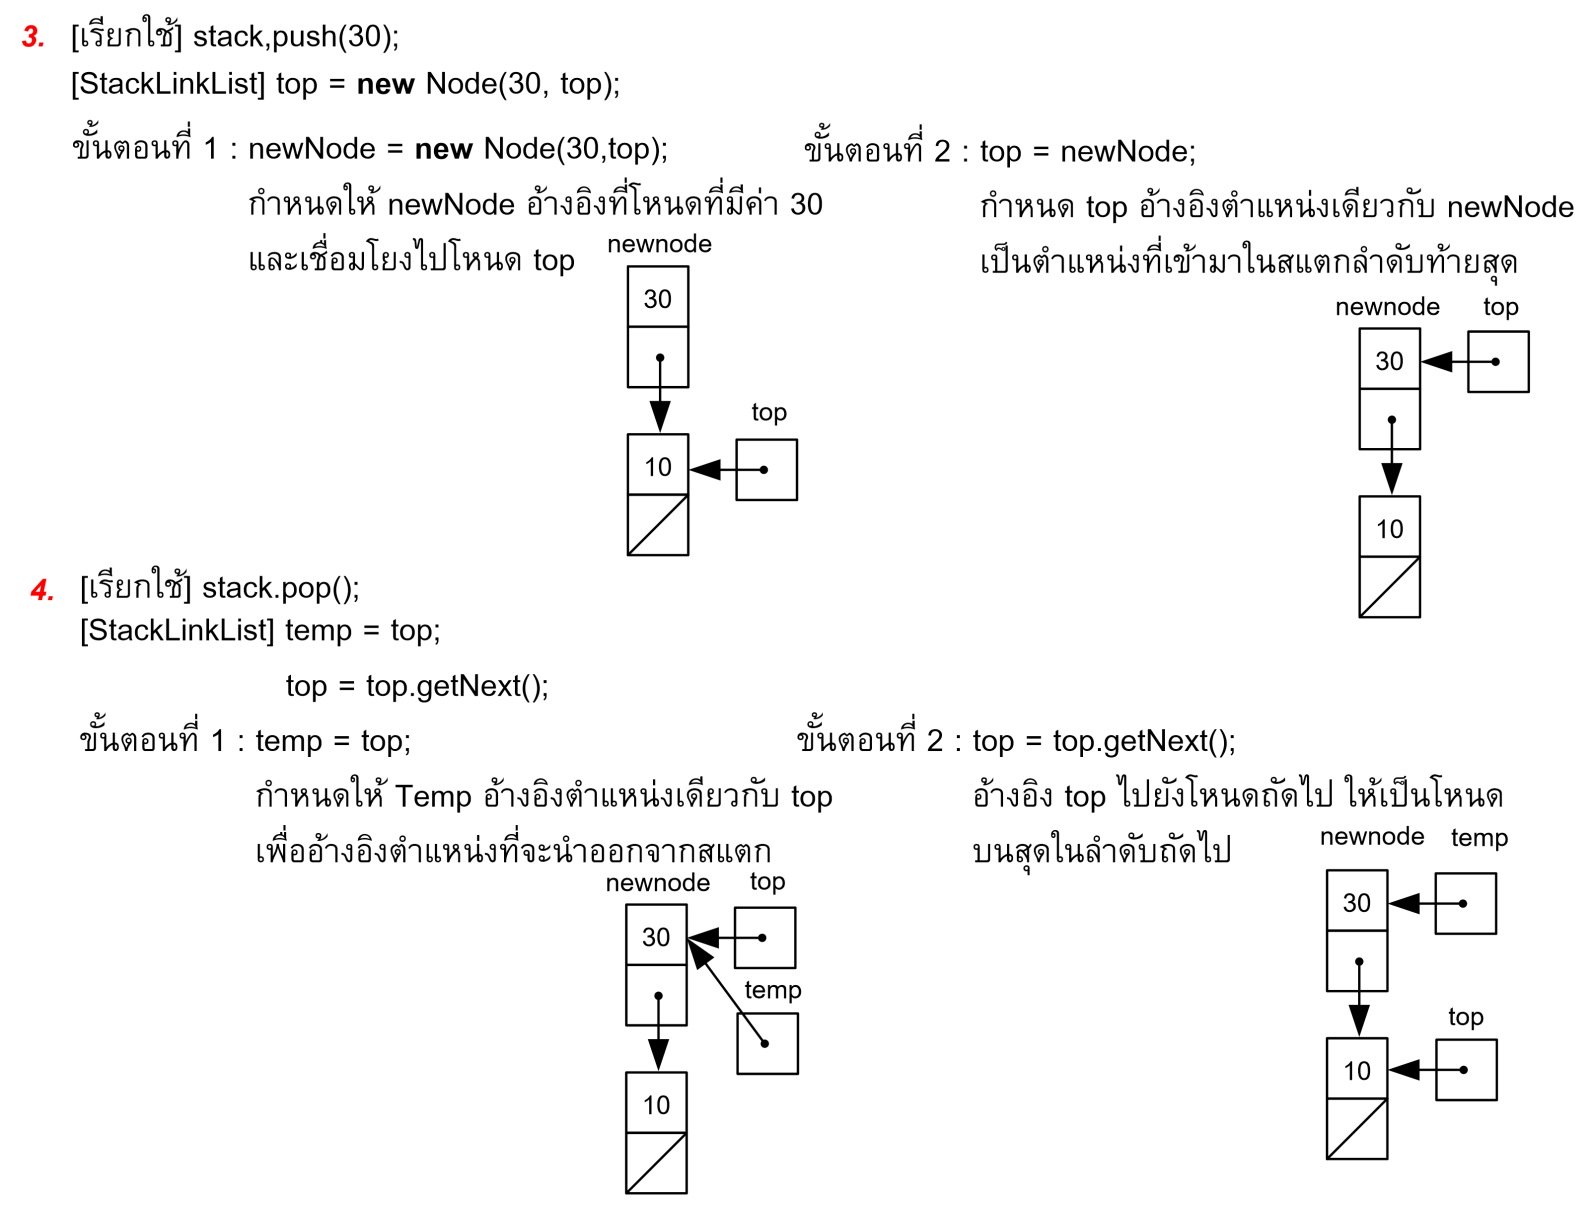 3. [เรียกใช้] stack,push(30);
[StackLinkList] top = new Node(30, top);
ขั้นตอนที่ 1 : newNode = new Node(30,top);
กำหนดให้ newNode อ้างอิงที่โหนดที่มีค่า 30
และเชื่อมโยงไปโหนด top
newnode
30
top
10
ขั้นตอนที่ 2 : top = newNode;
กำหนด top อ้างอิงตำแหน่งเดียวกับ newNode
เป็นตำแหน่งที่เข้ามาในสแตกลำดับท้ายสุด
newnode top
30
10
4. [เรียกใช้] stack.pop();
[StackLinkList] temp = top;
top = top.getNext();
ขั้นตอนที่ 1 : temp = top;
กำหนดให้ Temp อ้างอิงตำแหน่งเดียวกับ top
เพื่ออ้างอิงตำแหน่งที่จะนำออกจากสแตก
newnode top
30
temp
10
ขั้นตอนที่ 2 : top = top.getNext();
อ้างอิง top ไปยังโหนดถัดไป ให้เป็นโหนด
บนสุดในลำดับถัดไป
newnode temp
30
top
10